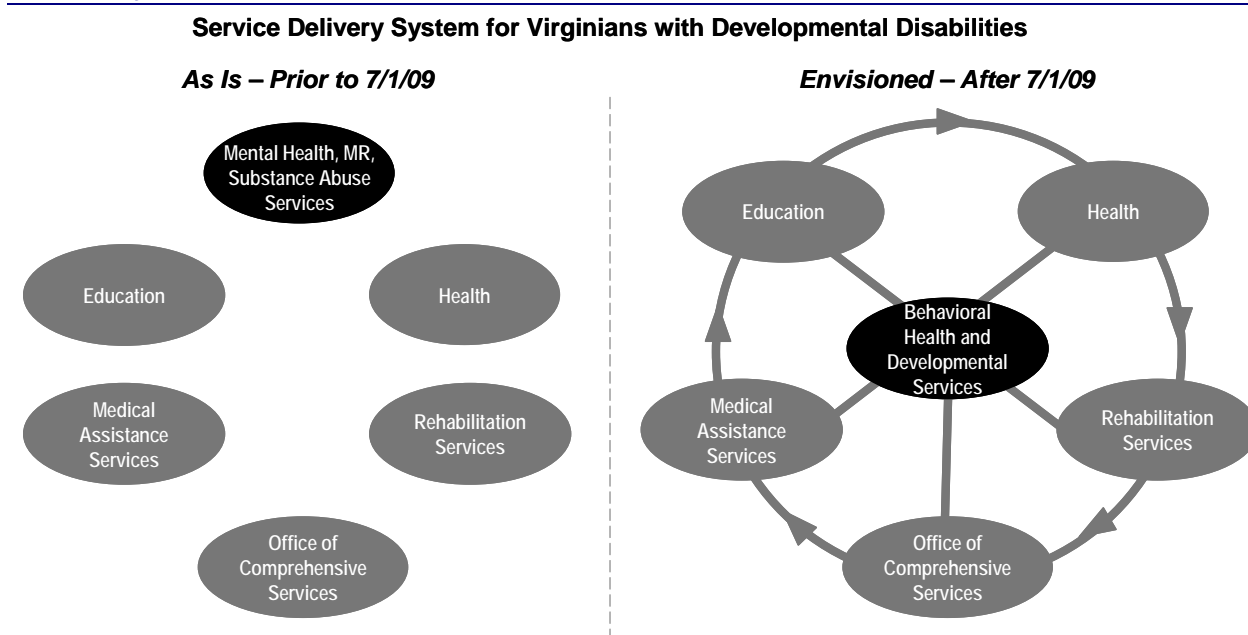 Service Delivery System for Virginians with Developmental Disabilities
As Is – Prior to 7/1/09
Mental Health, MR,
Substance Abuse
Services
Education
Health
Medical
Assistance
Services
Rehabilitation
Services
Office of
Comprehensive
Services
Envisioned – After 7/1/09
Education
Health
Behavioral
Health and
Developmental
Services
Medical
Assistance
Services
Rehabilitation
Services
Office of
Comprehensive
Services